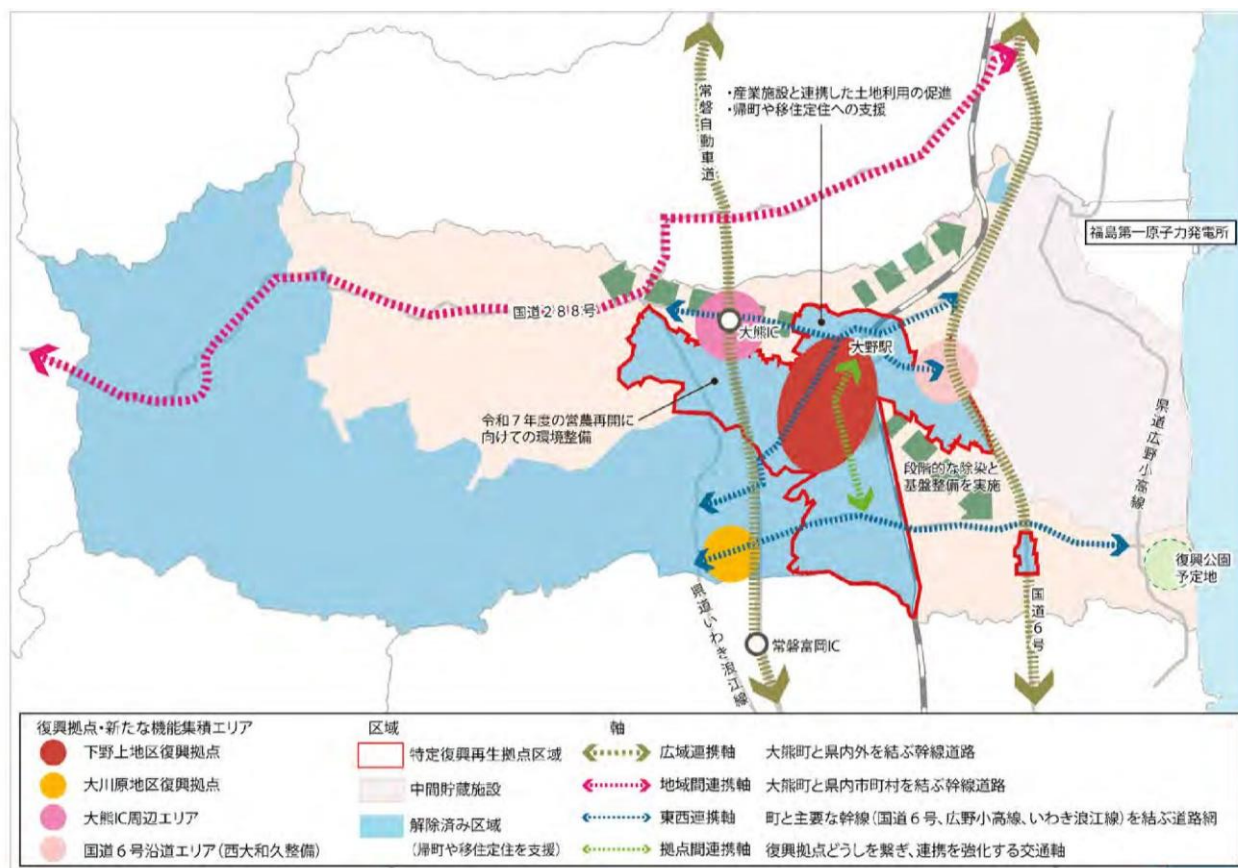 ・産業施設と連携した土地利用の促進
・帰町や移住定住への支援
常磐自動車道
福島第一原子力発電所
国道288号
大熊IC
大野駅
令和7年度の営農再開に
向けての環境整備
段階的な除染と
基盤整備を実施
県道広野小高線
復興公園
予定地
県道いわき浪江線
国道6号
常磐富岡IC
復興拠点・新たな機能集積エリア
下野上地区復興拠点
大川原地区復興拠点
大熊IC周辺エリア
国道6号沿道エリア(西大和久整備)
区域
特定復興再生拠点区域
中間貯蔵施設
解除済み区域
(帰町や移住定住を支援)
軸
広域連携軸 大熊町と県内外を結ぶ幹線道路
地域間連携軸 大熊町と県内市町村を結ぶ幹線道路
東西連携軸 町と主要な幹線(国道6号、広野小高線、いわき浪江線)を結ぶ道路網
拠点間連携軸 復興拠点どうしを繋ぎ、連携を強化する交通軸